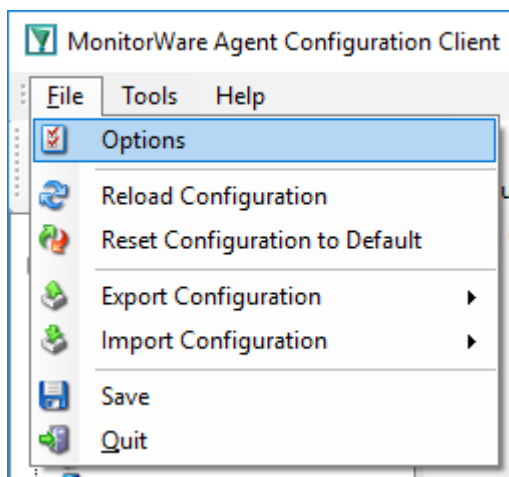 MonitorWare Agent Configuration Client
File Tools Help
Options
Reload Configuration
Reset Configuration to Default
Export Configuration
Import Configuration
Save
Quit